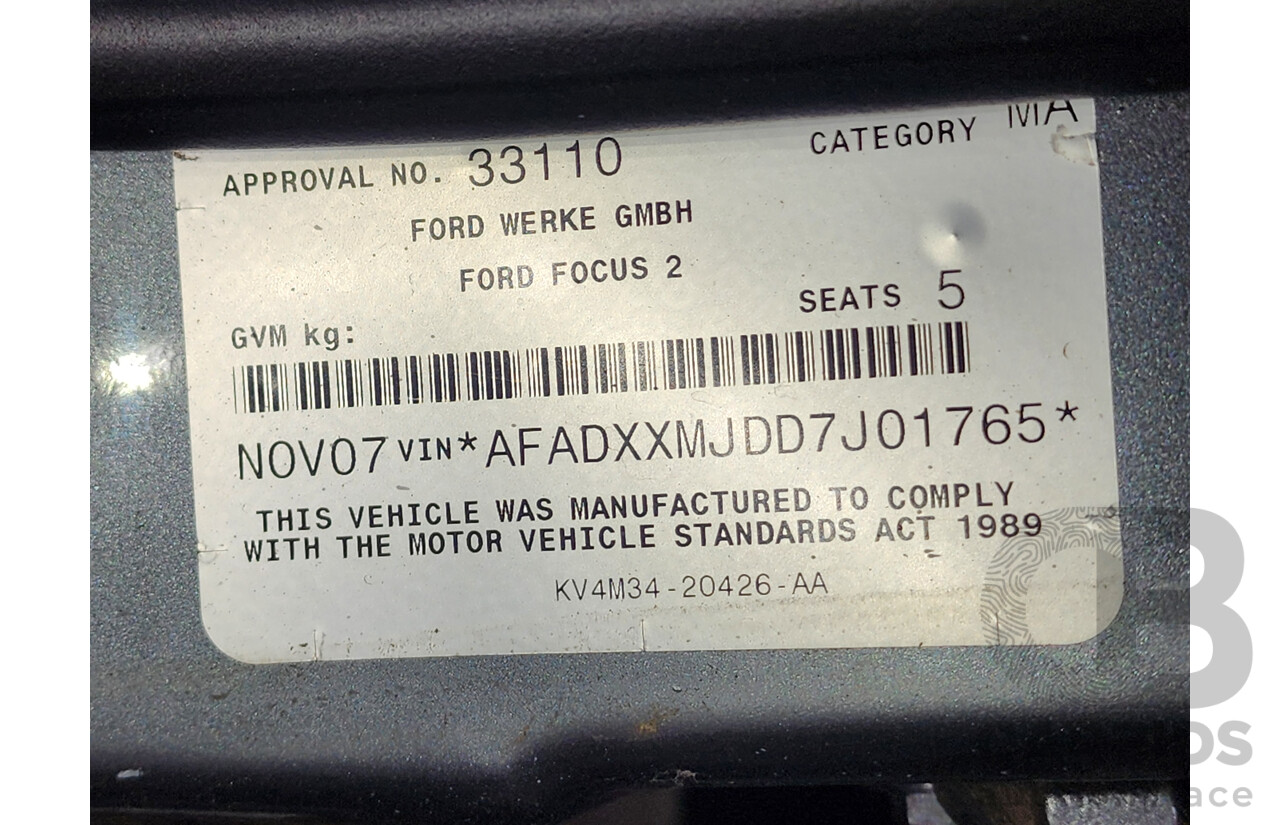 APPROVAL NO. 33110 CATEGORY MA
FORD WERKE GMBH
FORD FOCUS 2
SEATS 5
GVM kg:
NOV07 VIN*AFADXXMJDD7J01765*
THIS VEHICLE WAS MANUFACTURED TO COMPLY
WITH THE MOTOR VEHICLE STANDARDS ACT 1989
KV4M34-20426-AA